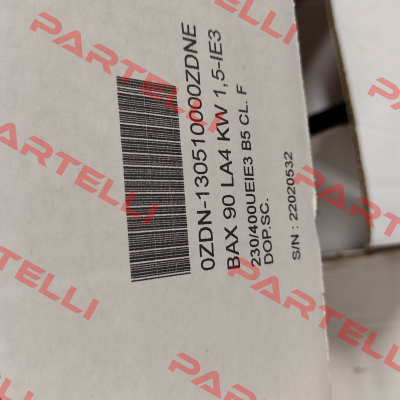 0ZDN-130510000ZDNE
BAX 90 LA4 KW 1,5-IE3
230/400UEIE3 B5 CL. F
DOP.SC.
S/N : 22020532
PARTELLI
PARTELLI
PARTELLI
PARTELLI
PARTELLI